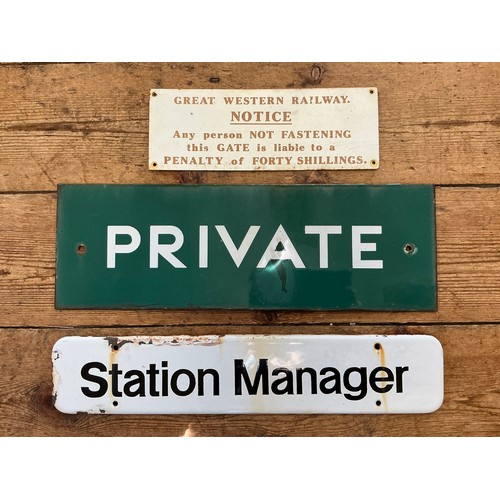 GREAT WESTERN RAILWAY.
NOTICE
Any person NOT FASTENING
this GATE is liable to a
PENALTY of FORTY SHILLINGS.
PRIVATE
Station Manager